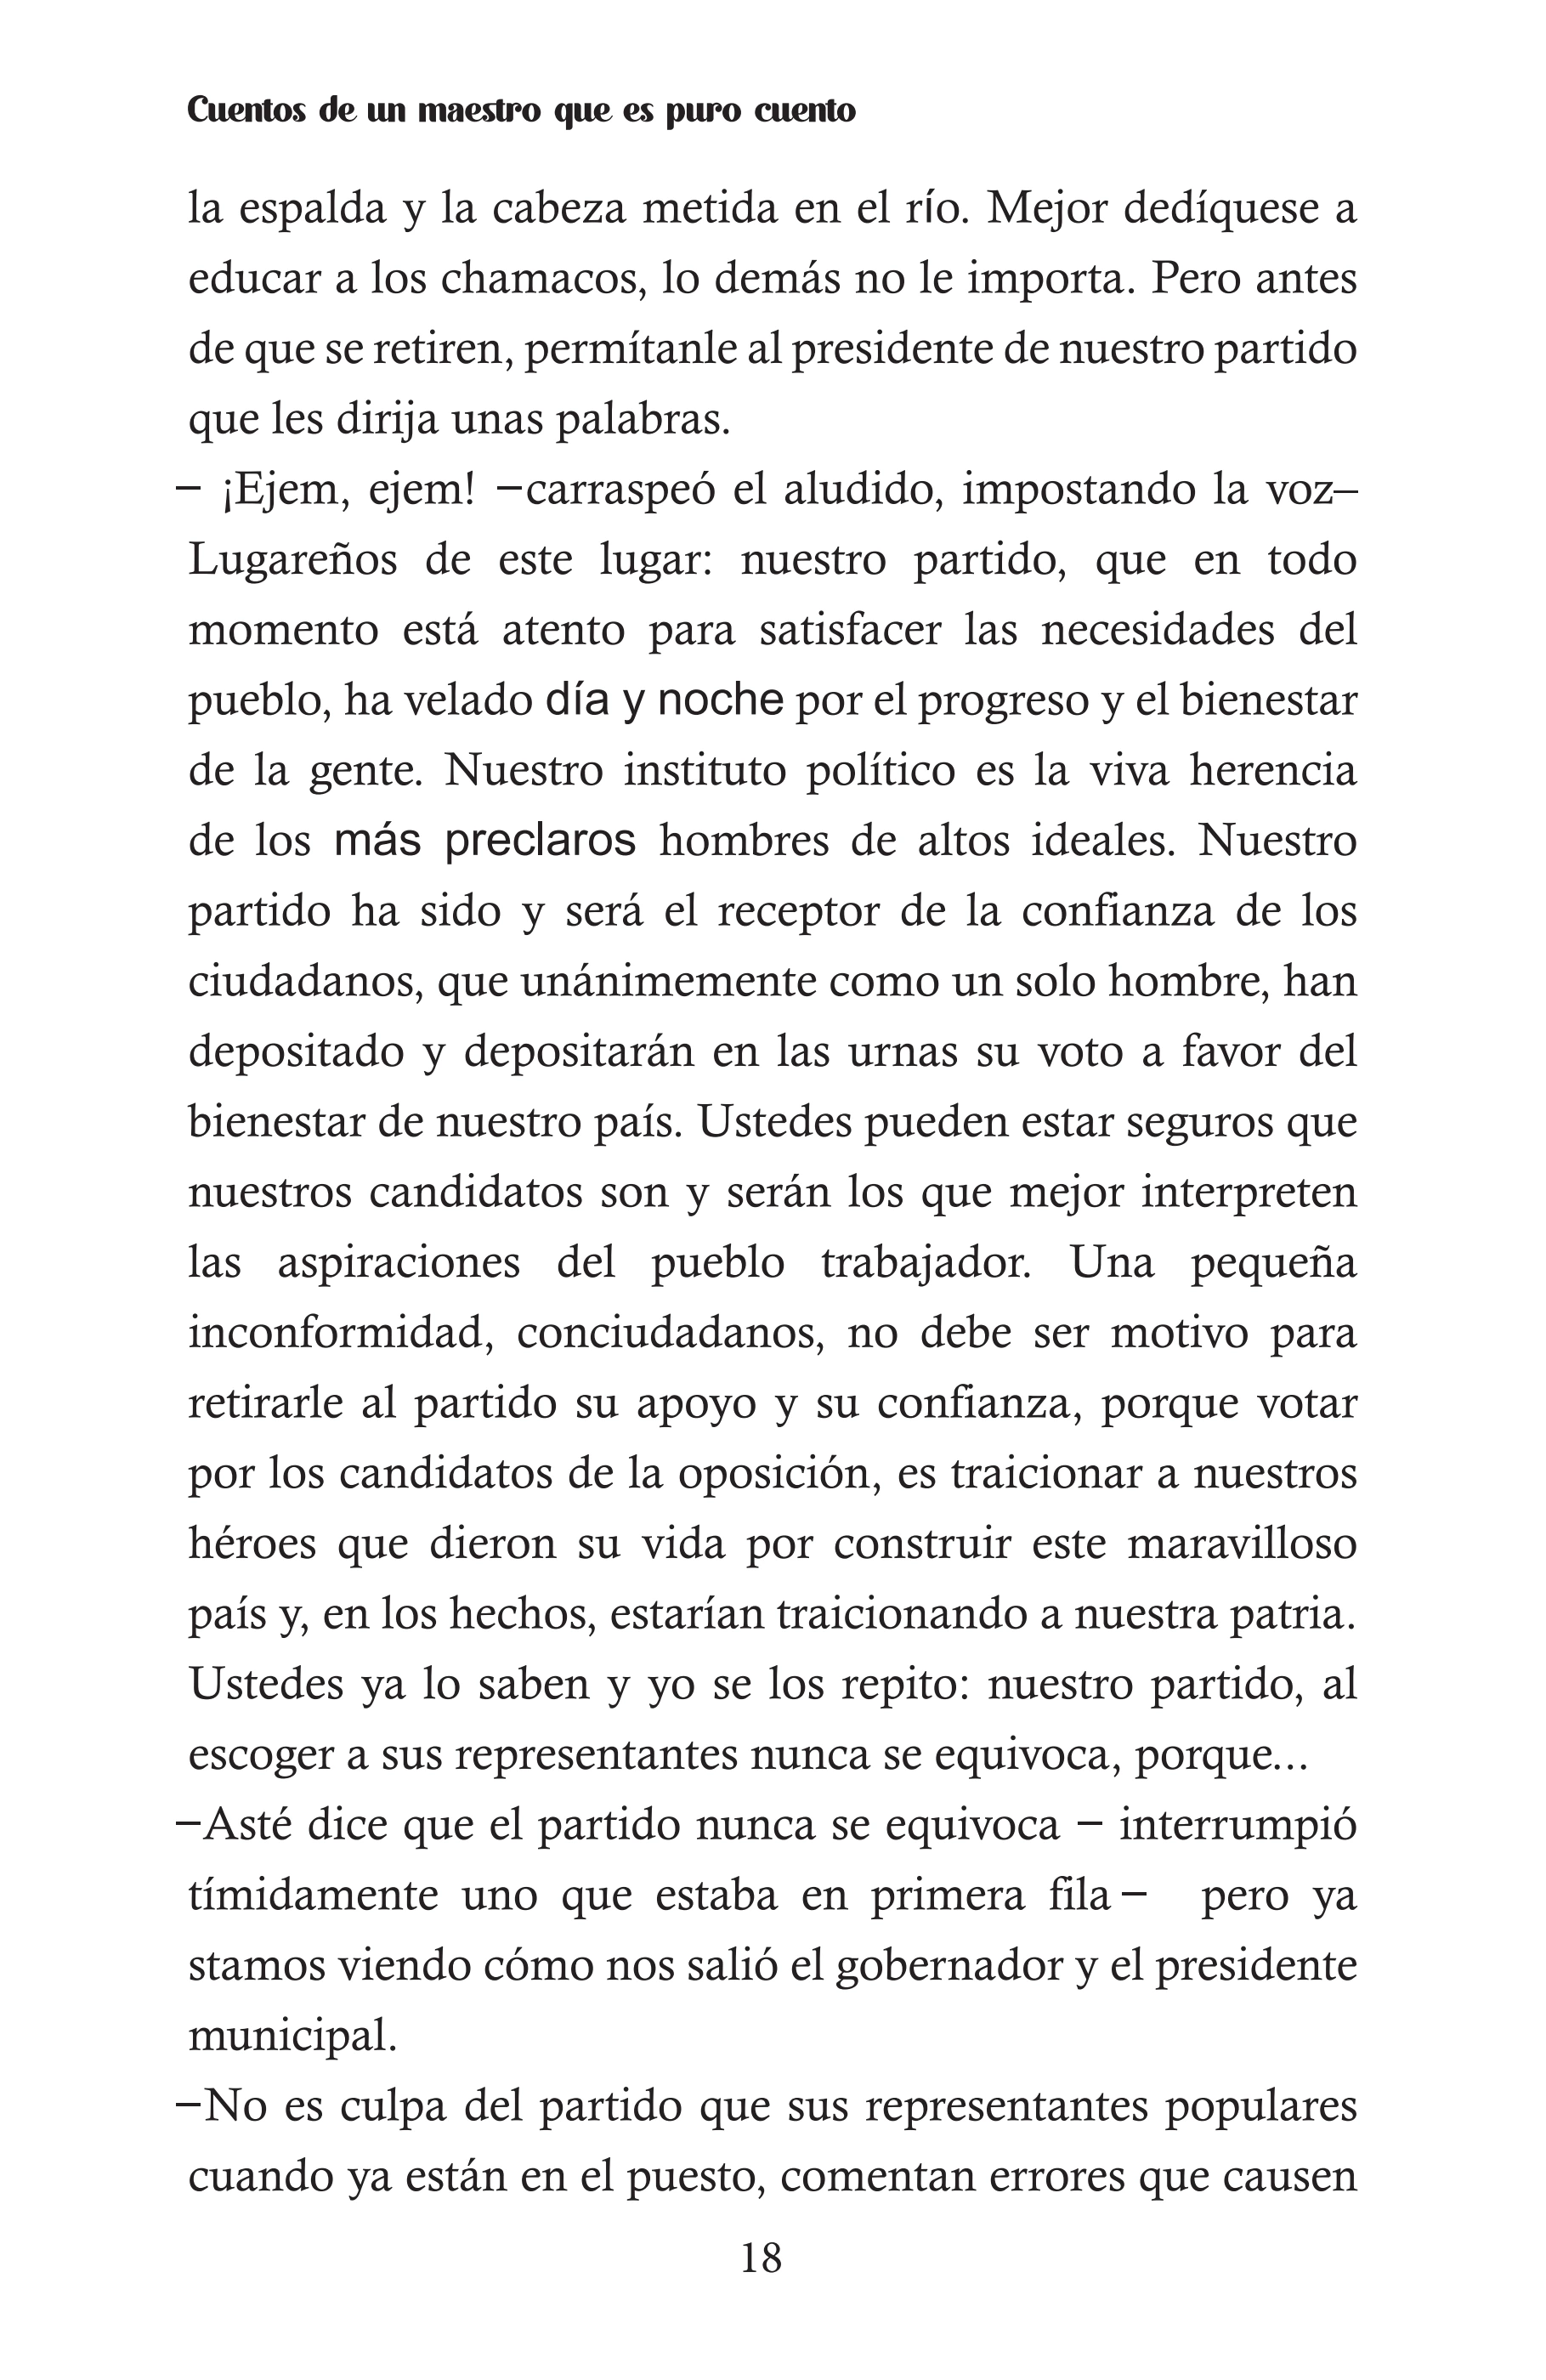 Cuentos de un maestro que es puro cuento
la espalda y la cabeza metida en el río. Mejor dedíquese a
educar a los chamacos, lo demás no le importa. Pero antes
de que se retiren, permítanle al presidente de nuestro partido
que les dirija unas palabras.
– ¡Ejem, ejem! –carraspeó el aludido, impostando la voz–
Lugareños de este lugar: nuestro partido, que en todo
momento está atento para satisfacer las necesidades del
pueblo, ha velado día y noche por el progreso y el bienestar
de la gente. Nuestro instituto político es la viva herencia
de los más preclaros hombres de altos ideales. Nuestro
partido ha sido y será el receptor de la confianza de los
ciudadanos, que unánimemente como un solo hombre, han
depositado y depositarán en las urnas su voto a favor del
bienestar de nuestro país. Ustedes pueden estar seguros que
nuestros candidatos son y serán los que mejor interpreten
las aspiraciones del pueblo trabajador. Una pequeña
inconformidad, conciudadanos, no debe ser motivo para
retirarle al partido su apoyo y su confianza, porque votar
por los candidatos de la oposición, es traicionar a nuestros
héroes que dieron su vida por construir este maravilloso
país y, en los hechos, estarían traicionando a nuestra patria.
Ustedes ya lo saben y yo se los repito: nuestro partido, al
escoger a sus representantes nunca se equivoca, porque...
–Asté dice que el partido nunca se equivoca – interrumpió
tímidamente uno que estaba en primera fila – pero ya
stamos viendo cómo nos salió el gobernador y el presidente
municipal.
–No es culpa del partido que sus representantes populares
cuando ya están en el puesto, comentan errores que causen
18